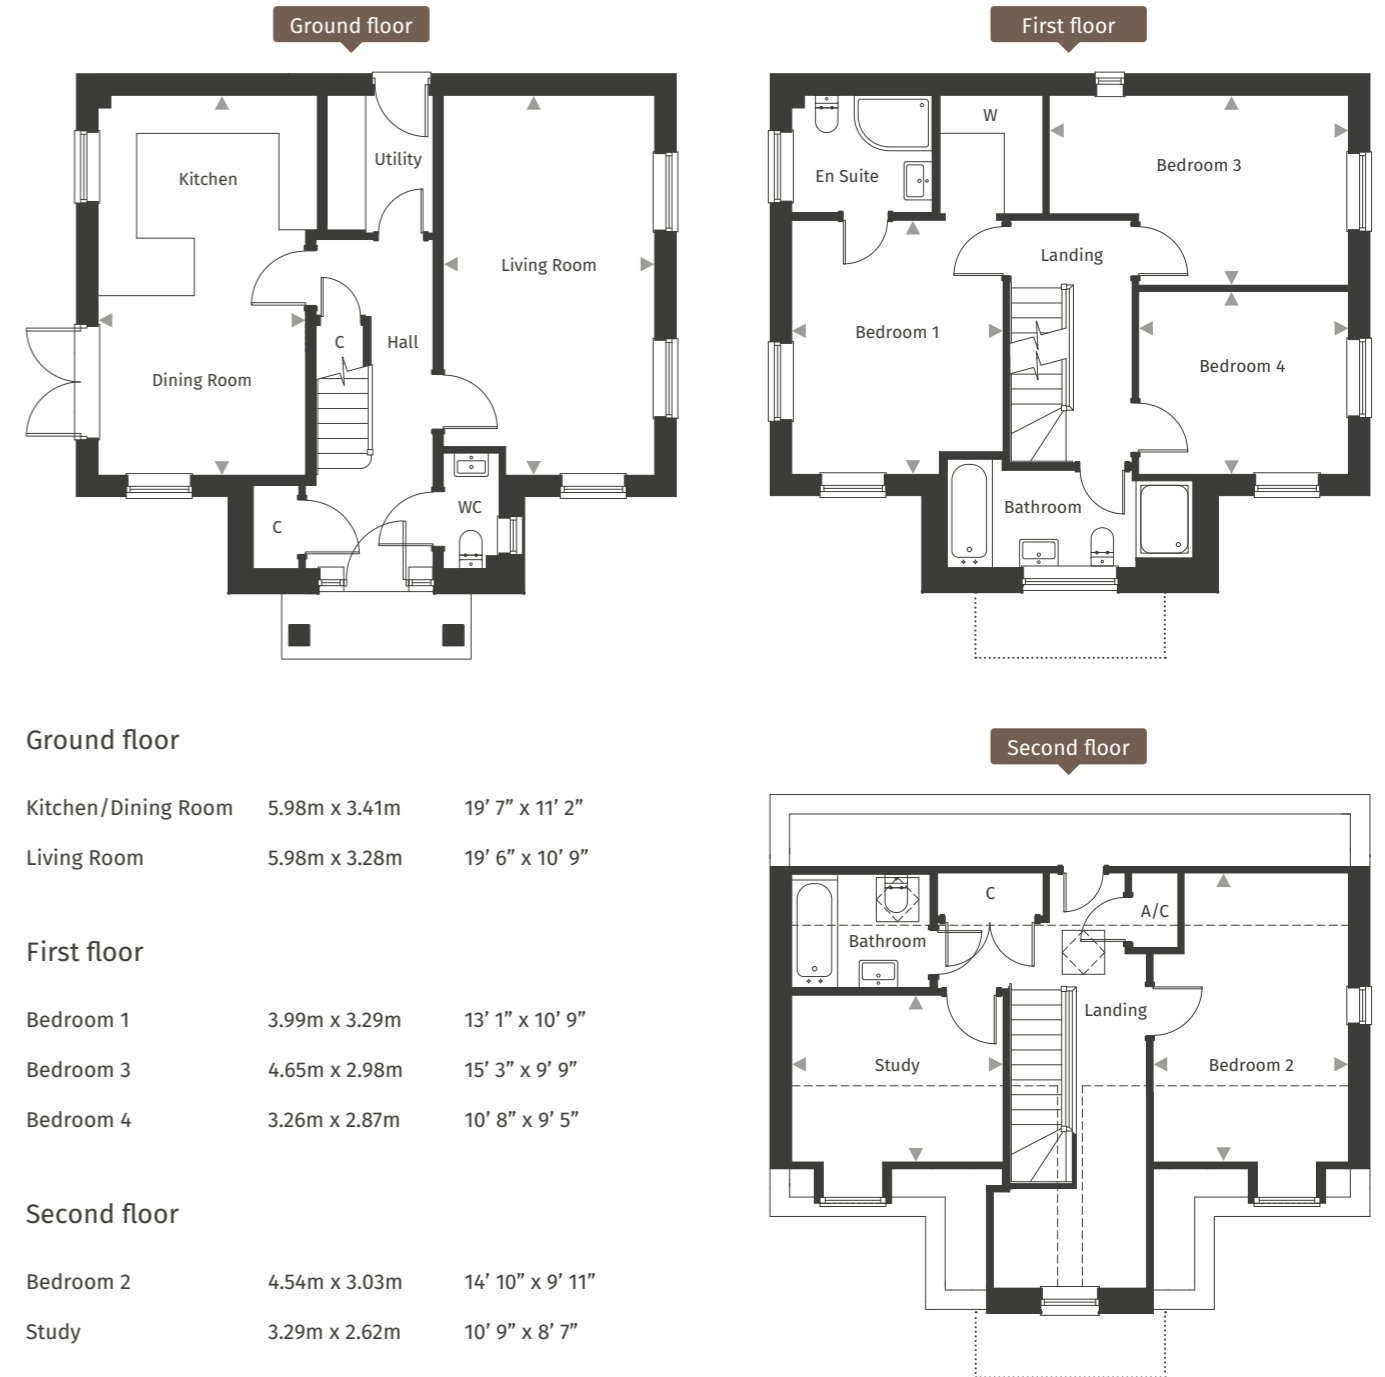 Ground floor
Kitchen
Utility
Living Room
C
Hall
Dining Room
C
WC
First floor
W
En Suite
Bedroom 3
Landing
Bedroom 1
Bedroom 4
Bathroom
Ground floor
Kitchen/Dining Room 5.98m x 3.41m 19’ 7” x 11’ 2”
Living Room 5.98m x 3.28m 19’ 6” x 10’ 9”
First floor
Bedroom 1 3.99m x 3.29m 13’ 1” x 10’ 9”
Bedroom 3 4.65m x 2.98m 15’ 3” x 9’ 9”
Bedroom 4 3.26m x 2.87m 10’ 8” x 9’ 5”
Second floor
Bedroom 2 4.54m x 3.03m 14’ 10” x 9’ 11”
Study 3.29m x 2.62m 10’ 9” x 8’ 7”
Second floor
C
A/C
Bathroom
Landing
Study
Bedroom 2